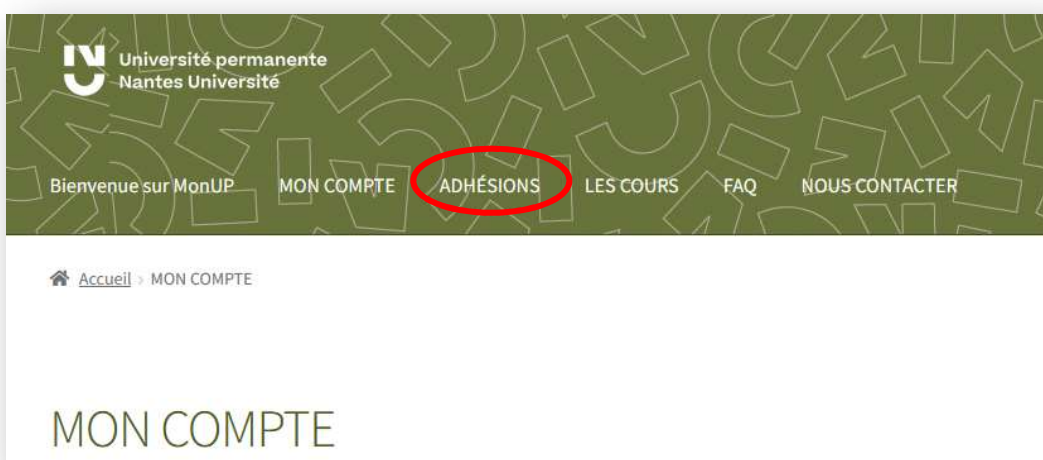 Université permanente
Nantes Université
Bienvenue sur MonUP MON COMPTE ADHÉSIONS LES COURS FAQ NOUS CONTACTER
Accueil › MON COMPTE
MON COMPTE